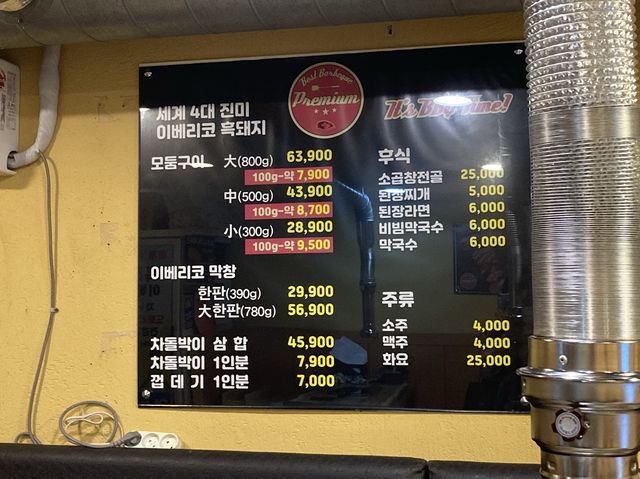 Best Barbeque
Premium
세계 4대 진미
이베리코 흑돼지
It's Bbq time!
모둠구이 大(800g) 63,900
100g-약 7,900
中(500g) 43,900
100g-약 8,700
小(300g) 28,900
100g-약 9,500
이베리코 막창
한판(390g) 29,900
大한판(780g) 56,900
차돌박이 삼 합 45,900
차돌박이 1인분 7,900
껍 데 기 1인분 7,000
후식
소곱창전골 25,000
된장찌개 5,000
된장라면 6,000
비빔막국수 6,000
막국수 6,000
주류
소주 4,000
맥주 4,000
화요 25,000